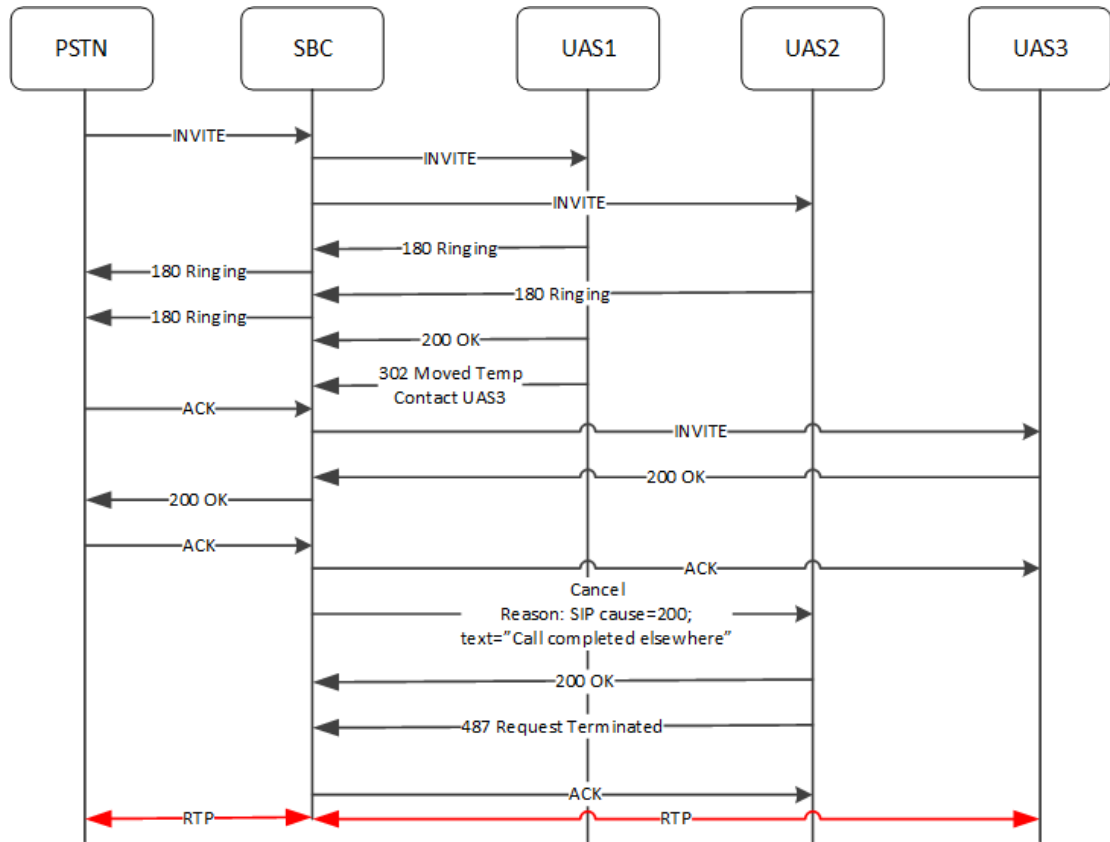 PSTN SBC UAS1 UAS2 UAS3
INVITE
INVITE
INVITE
180 Ringing
180 Ringing
180 Ringing
180 Ringing
200 OK
302 Moved Temp
Contact UAS3
ACK
INVITE
200 OK
200 OK
ACK
ACK
Cancel
Reason: SIP cause=200;
text=”Call completed elsewhere”
200 OK
487 Request Terminated
ACK
RTP RTP